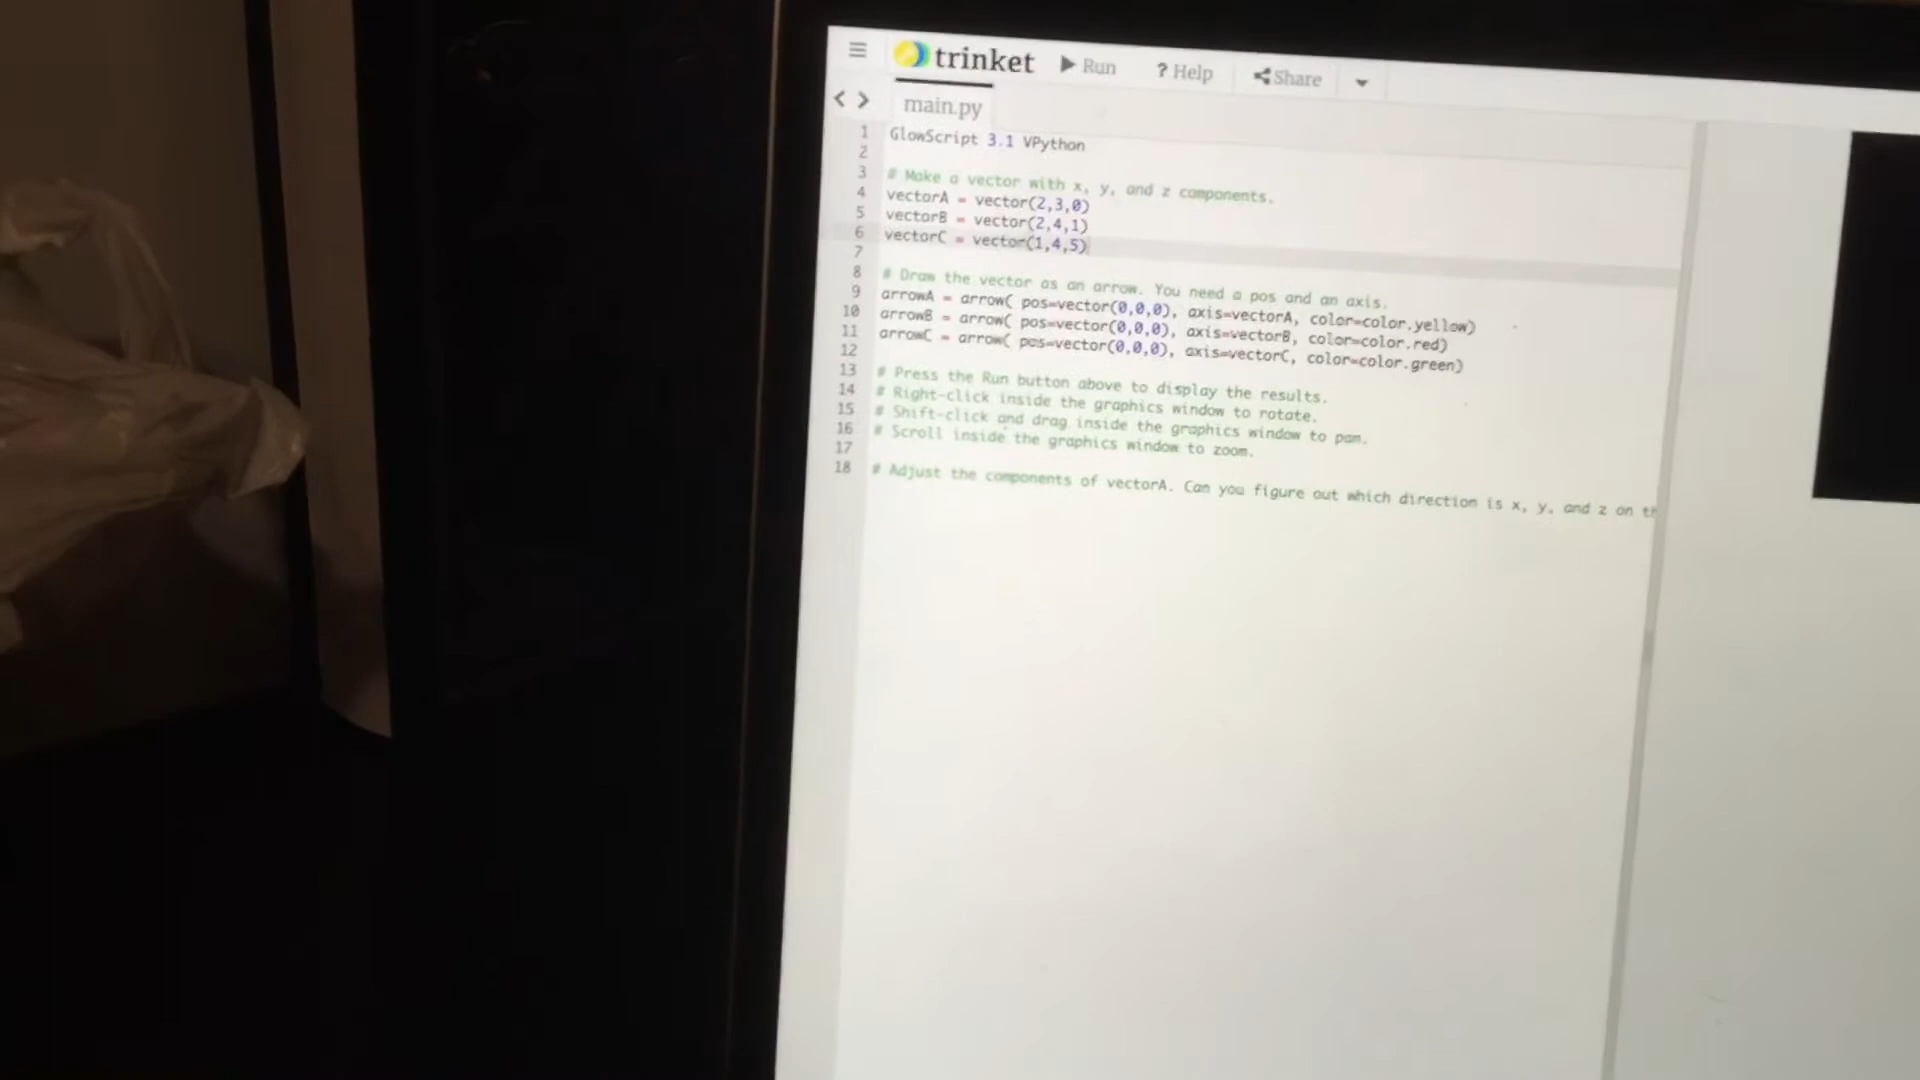 trinket Run ? Help Share
main.py
1 GlowScript 3.1 VPython
2
3 # Make a vector with x, y, and z components.
4 vectorA = vector(2,3,0)
5 vectorB = vector(2,4,1)
6 vectorC = vector(1,4,5)
7
8 # Draw the vector as an arrow. You need a pos and an axis.
9 arrowA = arrow( pos=vector(0,0,0), axis=vectorA, color=color.yellow)
10 arrowB = arrow( pos=vector(0,0,0), axis=vectorB, color=color.red)
11 arrowC = arrow( pos=vector(0,0,0), axis=vectorC, color=color.green)
12
13 # Press the Run button above to display the results.
14 # Right-click inside the graphics window to rotate.
15 # Shift-click and drag inside the graphics window to pan.
16 # Scroll inside the graphics window to zoom.
17
18 # Adjust the components of vectorA. Can you figure out which direction is x, y, and z on th